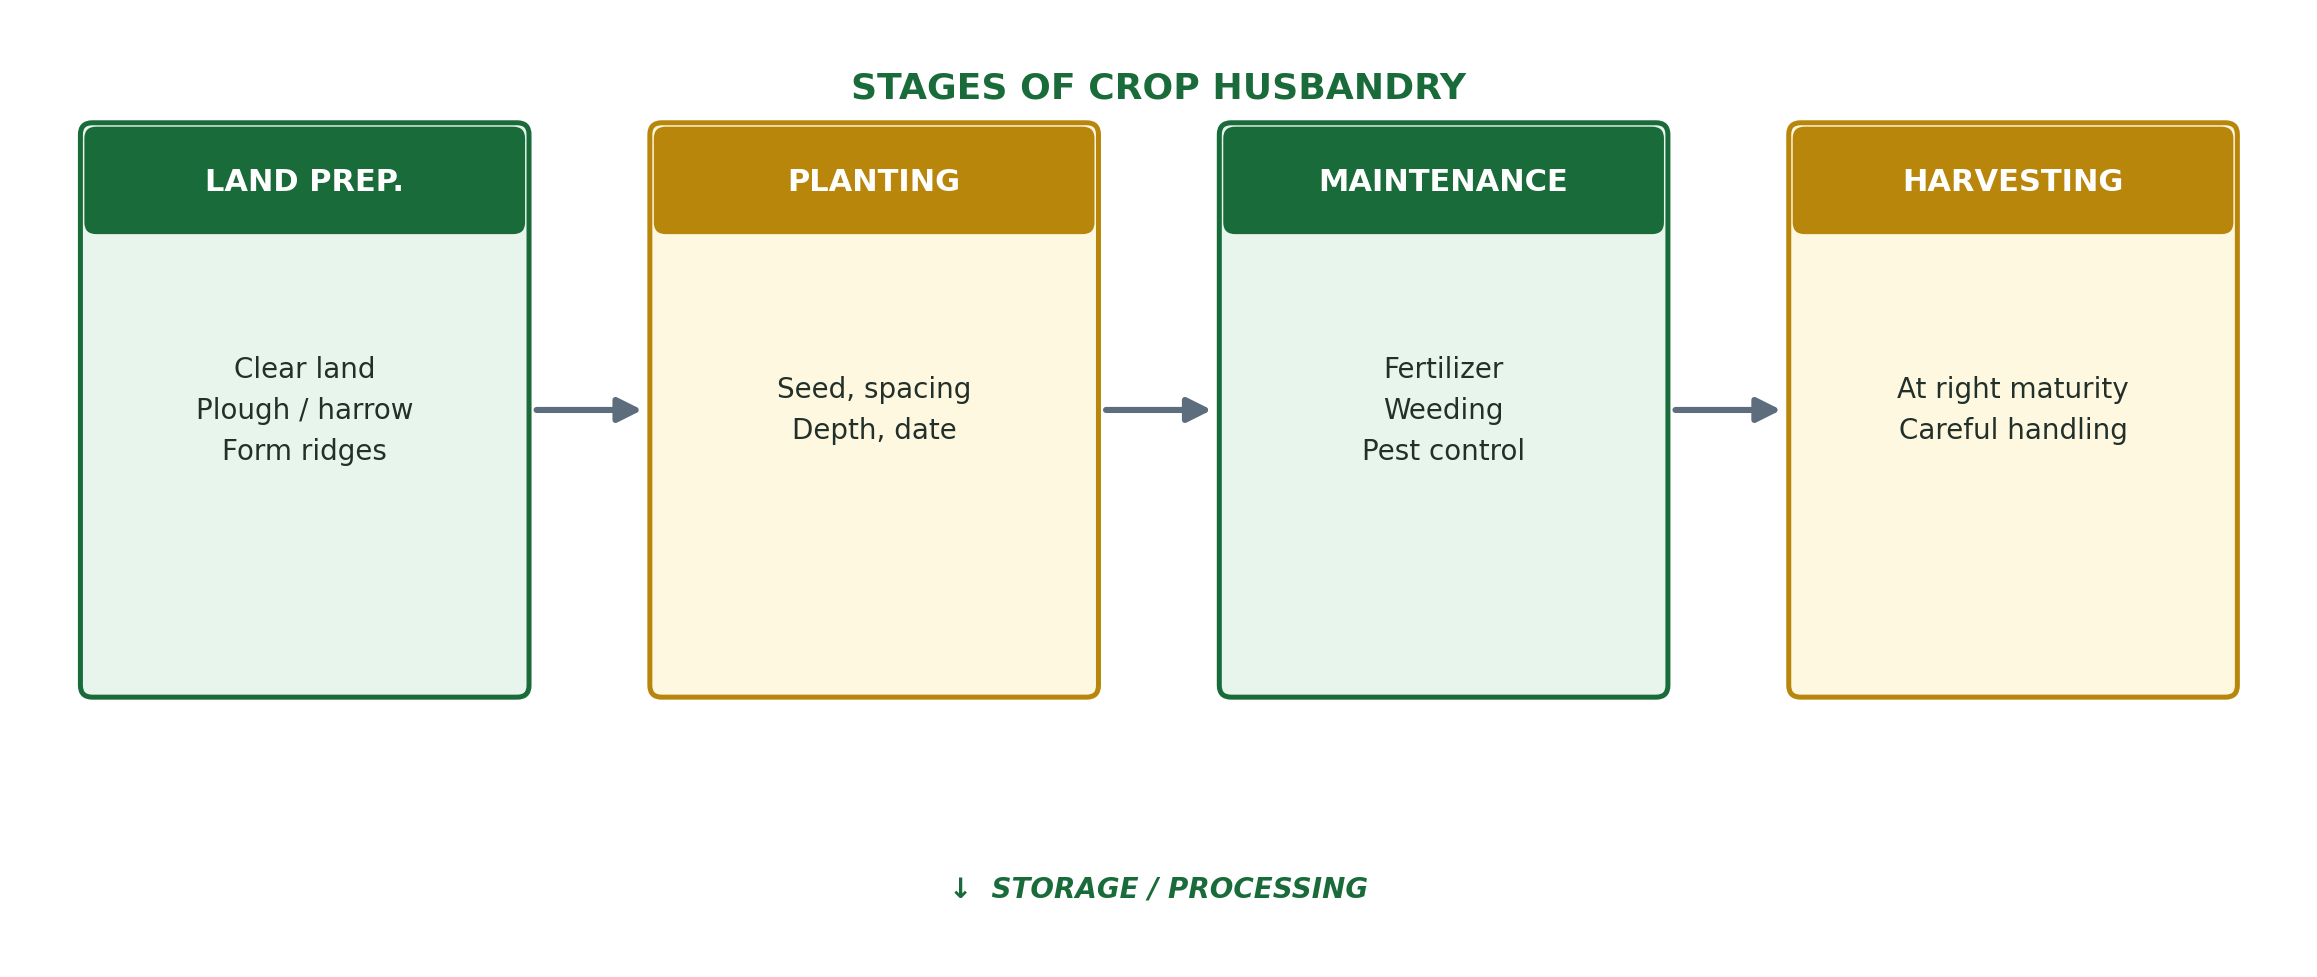 STAGES OF CROP HUSBANDRY
LAND PREP.
Clear land
Plough / harrow
Form ridges
PLANTING
Seed, spacing
Depth, date
MAINTENANCE
Fertilizer
Weeding
Pest control
HARVESTING
At right maturity
Careful handling
↓ STORAGE / PROCESSING